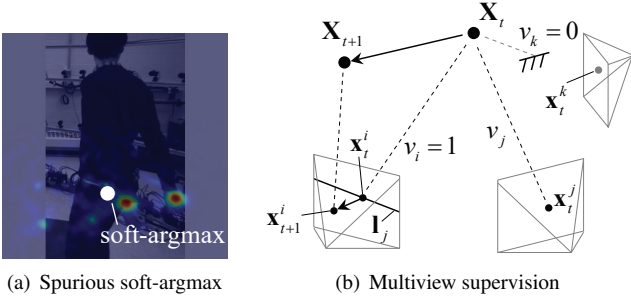 soft-argmax
(a) Spurious soft-argmax
X_{t+1}
X_t
v_k = 0
x_t^k
x_t^i
v_i = 1
v_j
x_{t+1}^i
l_j
x_t^j
(b) Multiview supervision